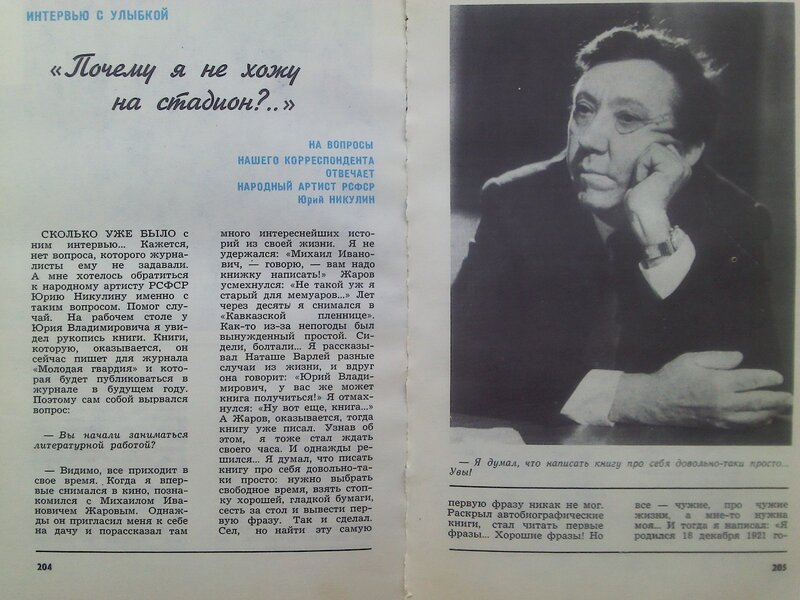 ИНТЕРВЬЮ С УЛЫБКОЙ
«Почему я не хожу
на стадион?..»
НА ВОПРОСЫ
НАШЕГО КОРРЕСПОНДЕНТА
ОТВЕЧАЕТ
НАРОДНЫЙ АРТИСТ РСФСР
Юрий НИКУЛИН
СКОЛЬКО УЖЕ БЫЛО с
ним интервью... Кажется,
нет вопроса, которого журна-
листы ему не задавали.
А мне хотелось обратиться
к народному артисту РСФСР
Юрию Никулину именно с
таким вопросом. Помог слу-
чай. На рабочем столе у
Юрия Владимировича я уви-
дел рукопись книги. Книги,
которую, оказывается, он
сейчас пишет для журнала
«Молодая гвардия» и кото-
рая будет публиковаться в
журнале в будущем году.
Поэтому сам собой вырвался
вопрос:
— Вы начали заниматься
литературной работой?
— Видимо, все приходит в
свое время. Когда я впер-
вые снимался в кино, позна-
комился с Михаилом Ива-
новичем Жаровым. Однаж-
ды он пригласил меня к себе
на дачу и порассказал там
много интереснейших исто-
рий из своей жизни. Я не
удержался: «Михаил Ивано-
вич, — говорю, — вам надо
книжку написать!» Жаров
усмехнулся: «Не такой уж я
старый для мемуаров...» Лет
через десять я снимался в
«Кавказской пленнице».
Как-то из-за непогоды был
вынужденный простой. Си-
дели, болтали... Я рассказы-
вал Наташе Варлей разные
случаи из жизни, и вдруг
она говорит: «Юрий Влади-
мирович, у вас же может
книга получиться!» Я отмах-
нулся: «Ну вот еще, книга...»
А Жаров, оказывается, тогда
книгу уже писал. Узнав об
этом, я тоже стал ждать
своего часа. И однажды ре-
шился... Я думал, что писать
книгу про себя довольно-та-
ки просто: нужно выбрать
свободное время, взять стоп-
ку хорошей, гладкой бумаги,
сесть за стол и вывести пер-
вую фразу. Так и сделал.
Сел, но найти эту самую
204
— Я думал, что написать книгу про себя довольно-таки просто...
Увы!
первую фразу никак не мог.
Раскрыл автобиографические
книги, стал читать первые
фразы... Хорошие фразы! Но
все — чужие, про чужие
жизни, а мне-то нужна
моя... И тогда я написал: «Я
родился 18 декабря 1921 го-
205